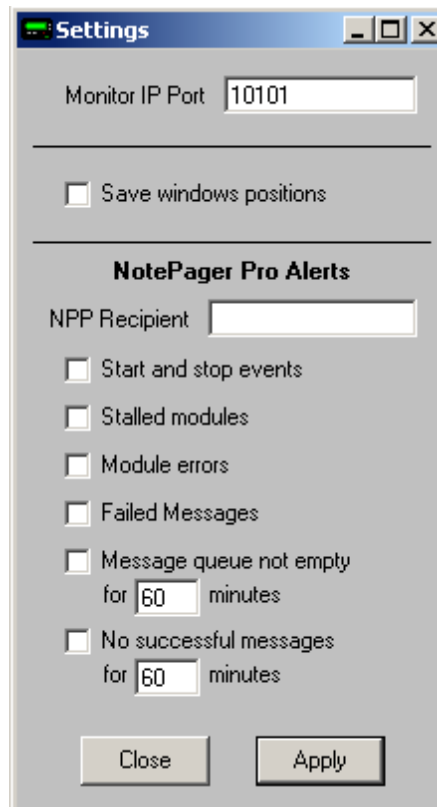 Settings
Monitor IP Port 10101
Save windows positions
NotePager Pro Alerts
NPP Recipient
Start and stop events
Stalled modules
Module errors
Failed Messages
Message queue not empty
for 60 minutes
No successful messages
for 60 minutes
Close Apply